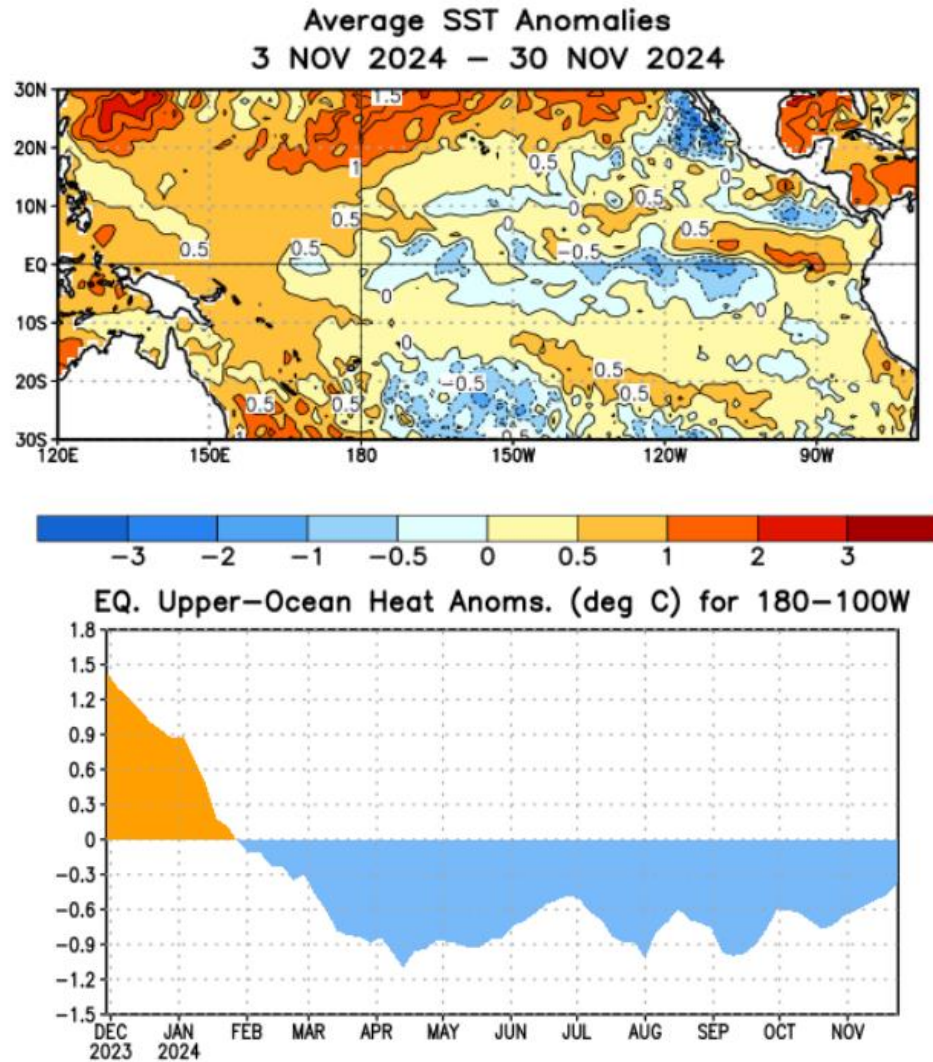 Average SST Anomalies
3 NOV 2024 – 30 NOV 2024
30N
1.5
0
20N
1
0.5
0
10N
0.5
0
0
0.5
0.5
0.5
0.5
-0.5
EQ
0
0
10S
0
0.5
20S
-0.5
0.5
0.5
0.5
30S
120E 150E 180 150W 120W 90W
-3 -2 -1 -0.5 0 0.5 1 2 3
EQ. Upper-Ocean Heat Anoms. (deg C) for 180-100W
1.8
1.5
1.2
0.9
0.6
0.3
0
-0.3
-0.6
-0.9
-1.2
-1.5
DEC JAN FEB MAR APR MAY JUN JUL AUG SEP OCT NOV
2023 2024